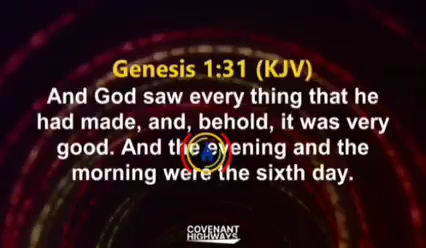 Genesis 1:31 (KJV)
And God saw every thing that he
had made, and, behold, it was very
good. And the evening and the
morning were the sixth day.
COVENANT
HIGHWAYS